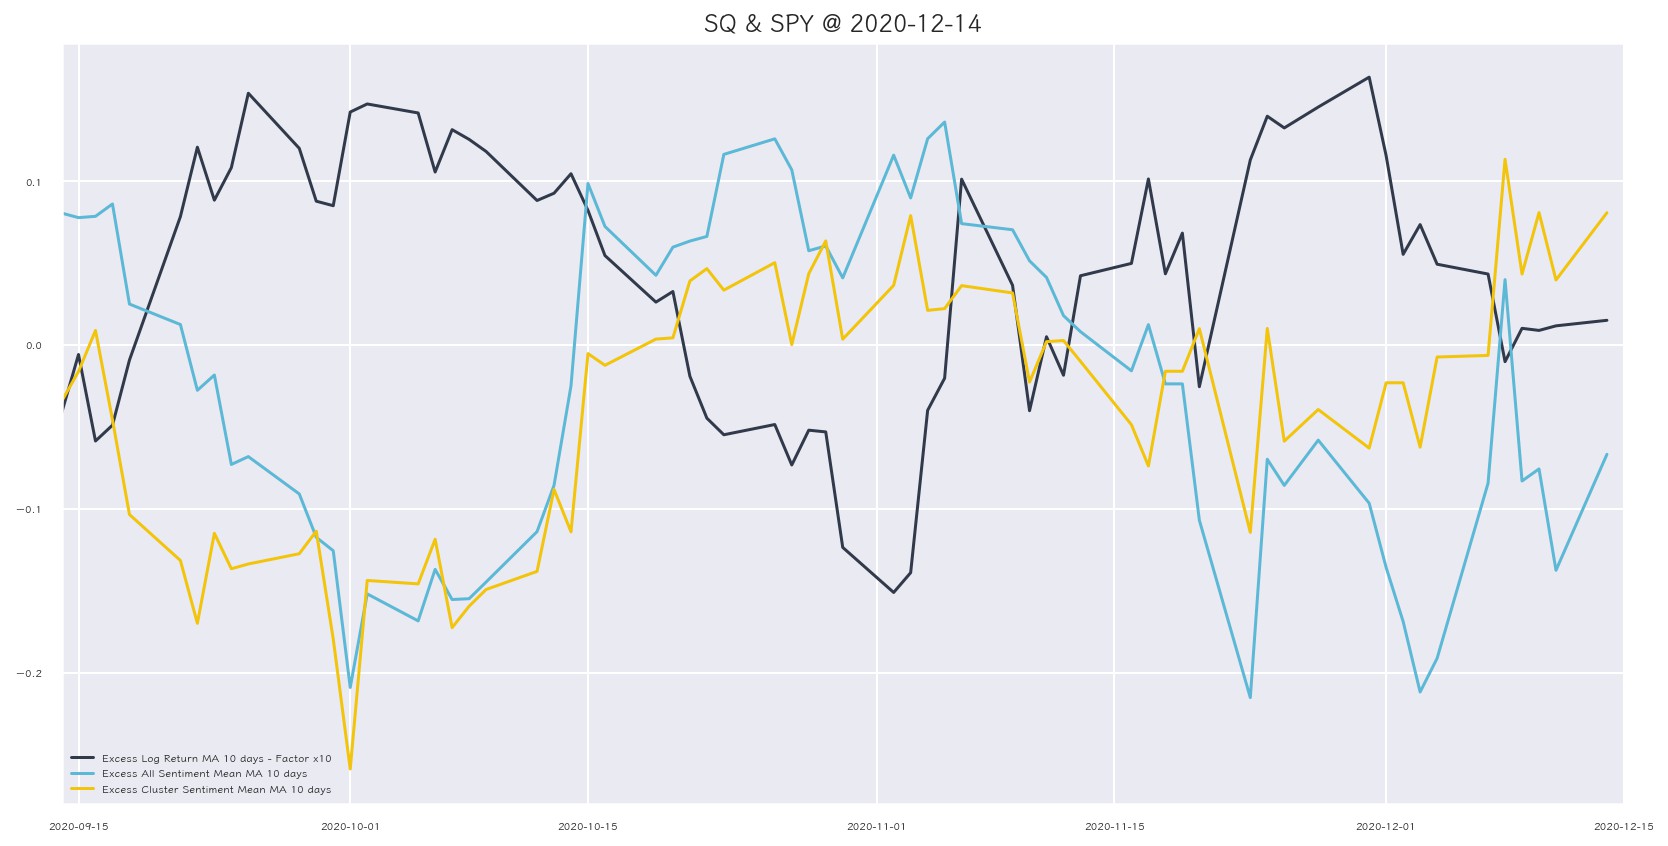 SQ & SPY @ 2020-12-14
0.1
0.0
−0.1
−0.2
Excess Log Return MA 10 days - Factor x10
Excess All Sentiment Mean MA 10 days
Excess Cluster Sentiment Mean MA 10 days
2020-09-15 2020-10-01 2020-10-15 2020-11-01 2020-11-15 2020-12-01 2020-12-15